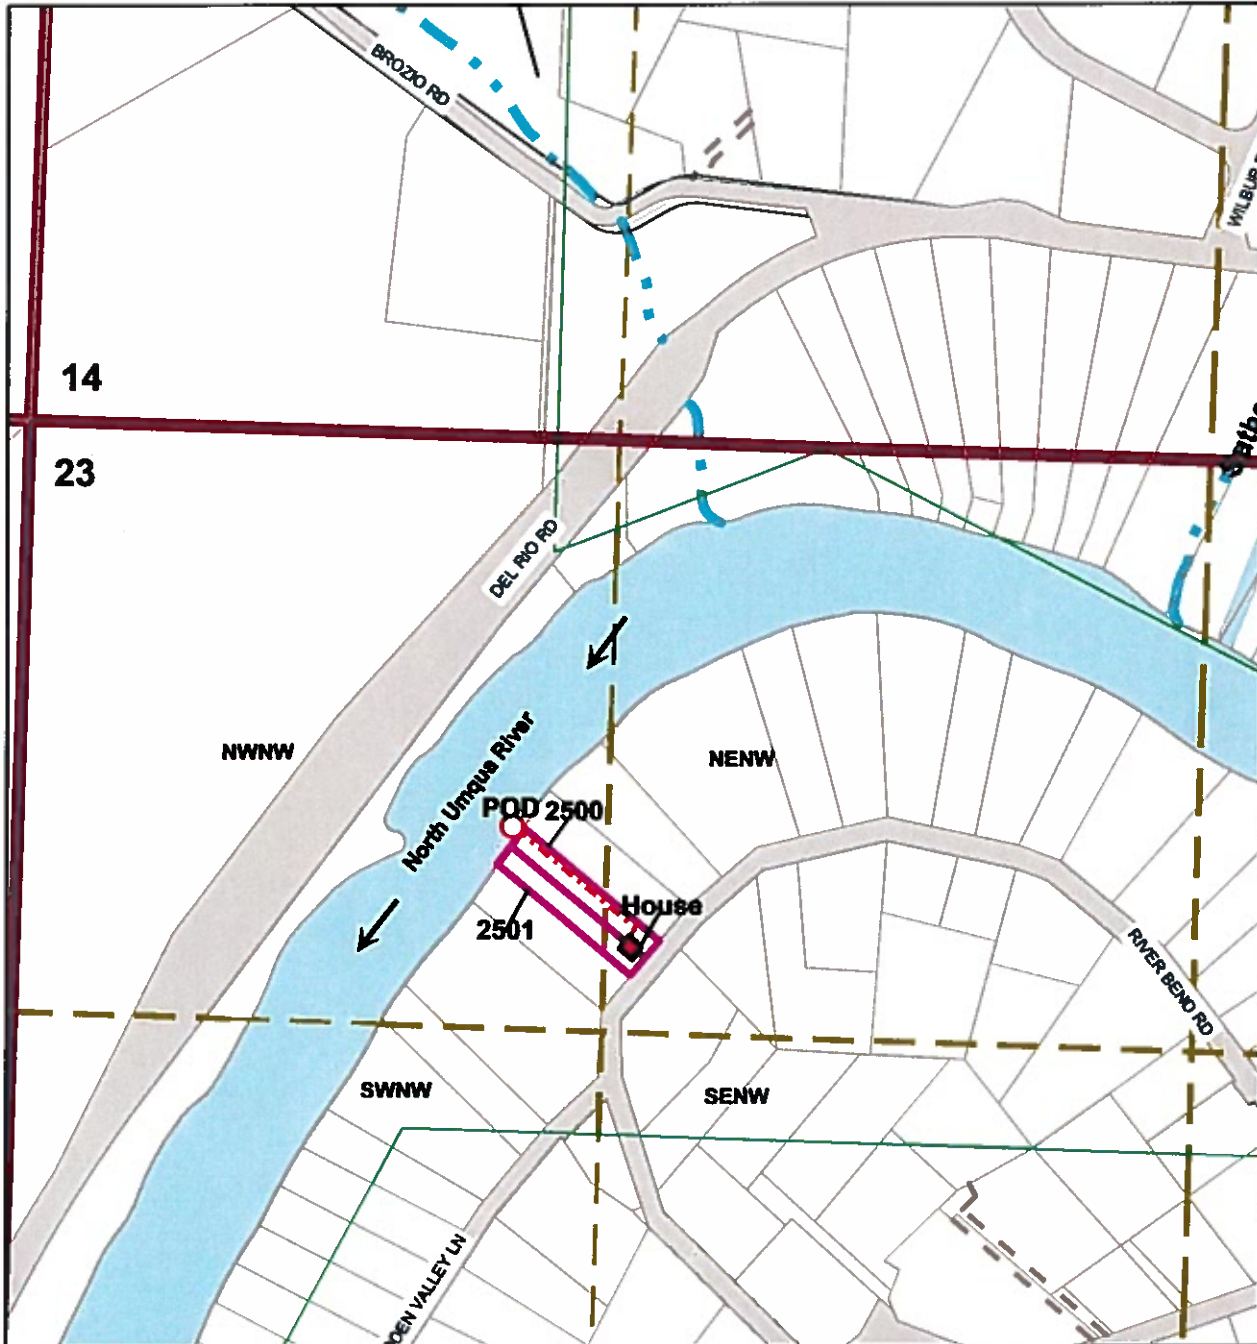 BROZIO RD
14
23
DEL RIO RD
NWNW
North Umqua River
NENW
POD
2500
House
2501
RIVER BEND RD
SWNW
SENW